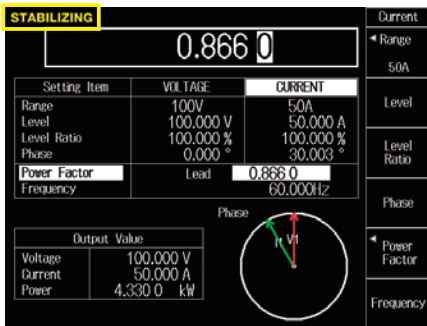 STABILIZING
0.866 0
Current
Range
50A
Level
Level
Ratio
Phase
Power
Factor
Frequency
Setting Item VOLTAGE CURRENT
Range 100V 50A
Level 100.000 V 50.000 A
Level Ratio 100.000 % 100.000 %
Phase 0.000 ° 30.003 °
Power Factor Lead 0.866 0
Frequency 60.000Hz
Phase
V1
Output Value
Voltage 100.000 V
Current 50.000 A
Power 4.330 0 kW